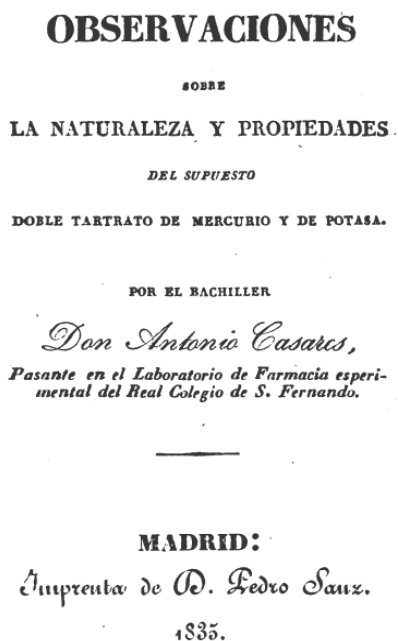 OBSERVACIONES
SOBRE
LA NATURALEZA Y PROPIEDADES
DEL SUPUESTO
DOBLE TARTRATO DE MERCURIO Y DE POTASA.
POR EL BACHILLER
Don Antonio Casares,
Pasante en el Laboratorio de Farmacia esperi-
mental del Real Colegio de S. Fernando.
MADRID:
Imprenta de D. Pedro Sanz.
1835.